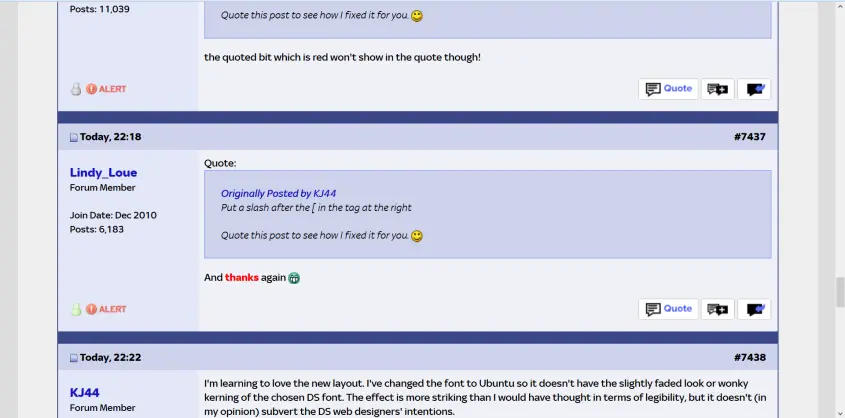 Posts: 11,039
Quote this post to see how I fixed it for you.
the quoted bit which is red won't show in the quote though!
ALERT
Quote
Today, 22:18
#7437
Lindy_Loue
Forum Member
Join Date: Dec 2010
Posts: 6,183
Quote:
Originally Posted by KJ44
Put a slash after the [ in the tag at the right
Quote this post to see how I fixed it for you.
And thanks again
ALERT
Quote
Today, 22:22
#7438
KJ44
Forum Member
I'm learning to love the new layout. I've changed the font to Ubuntu so it doesn't have the slightly faded look or wonky
kerning of the chosen DS font. The effect is more striking than I would have thought in terms of legibility, but it doesn't (in
my opinion) subvert the DS web designers' intentions.